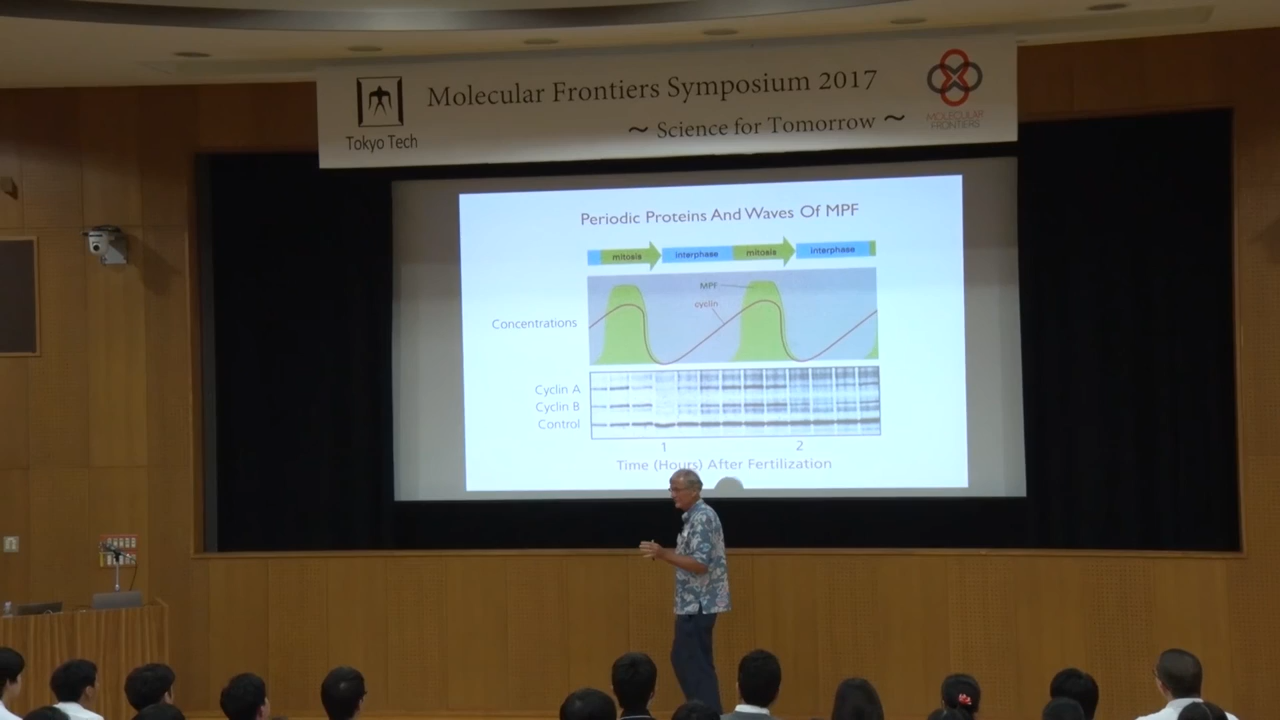 Molecular Frontiers Symposium 2017
~ Science for Tomorrow ~
Tokyo Tech
MOLECULAR
FRONTIERS
Periodic Proteins And Waves Of MPF
mitosis interphase mitosis interphase
MPF
cyclin
Concentrations
Cyclin A
Cyclin B
Control
1 2
Time (Hours) After Fertilization